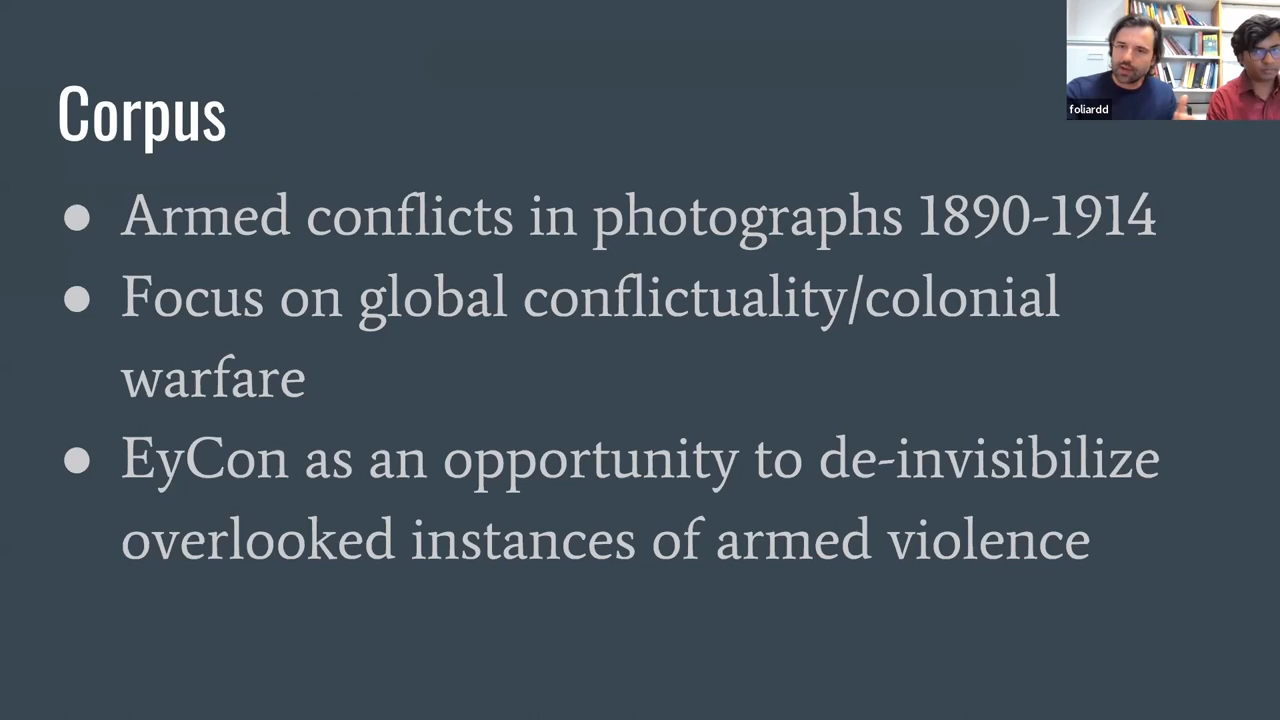 foliardd
Corpus
● Armed conflicts in photographs 1890-1914
● Focus on global conflictuality/colonial
warfare
● EyCon as an opportunity to de-invisibilize
overlooked instances of armed violence